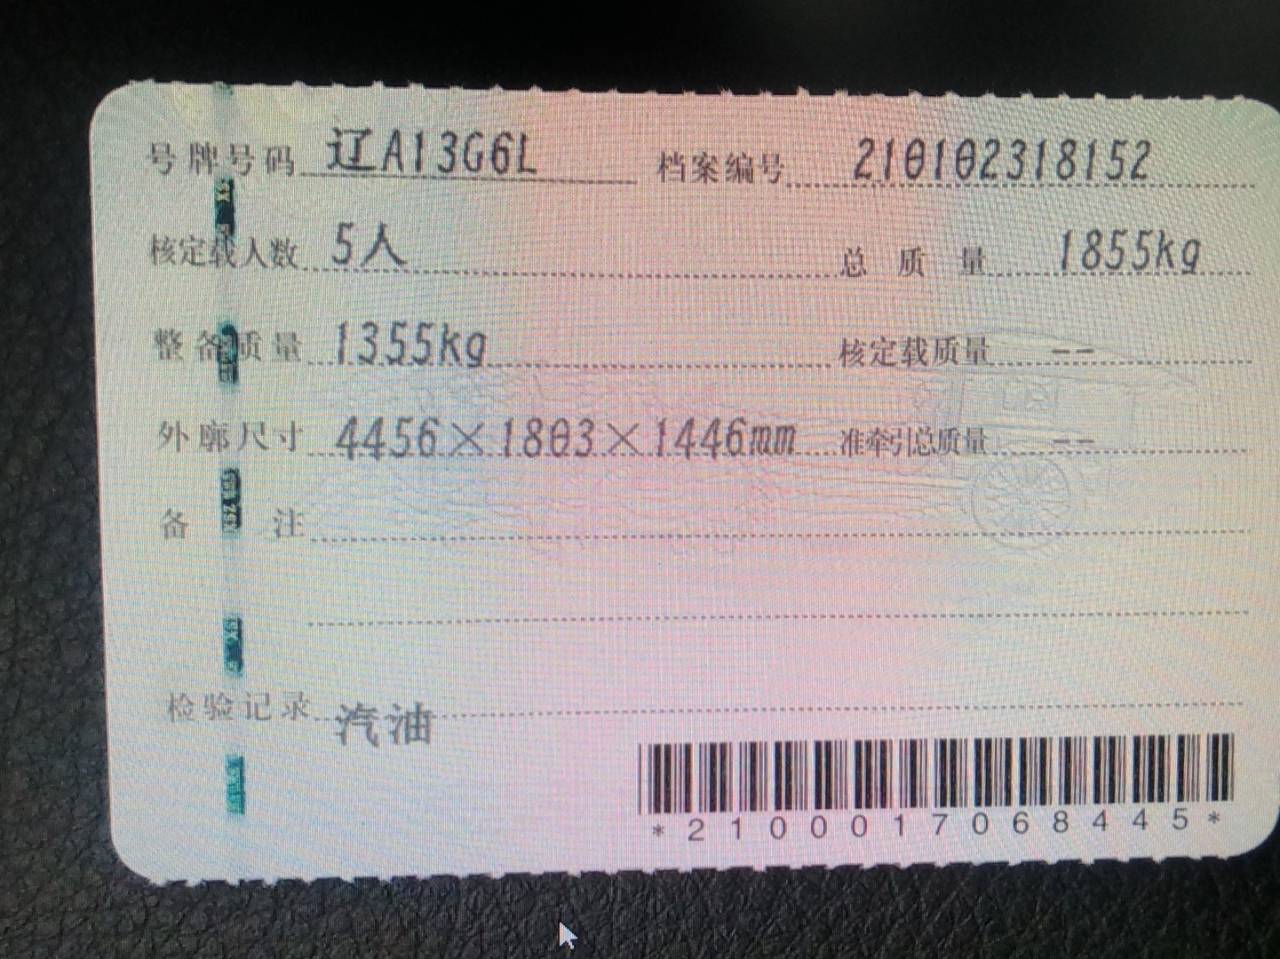 号牌号码 辽A13G6L 档案编号 210102318152
核定载人数 5人 总质量 1855kg
整备质量 1355kg 核定载质量 --
外廓尺寸 4456×1803×1446mm 准牵引总质量 --
备注
检验记录 汽油
*2100017068445*